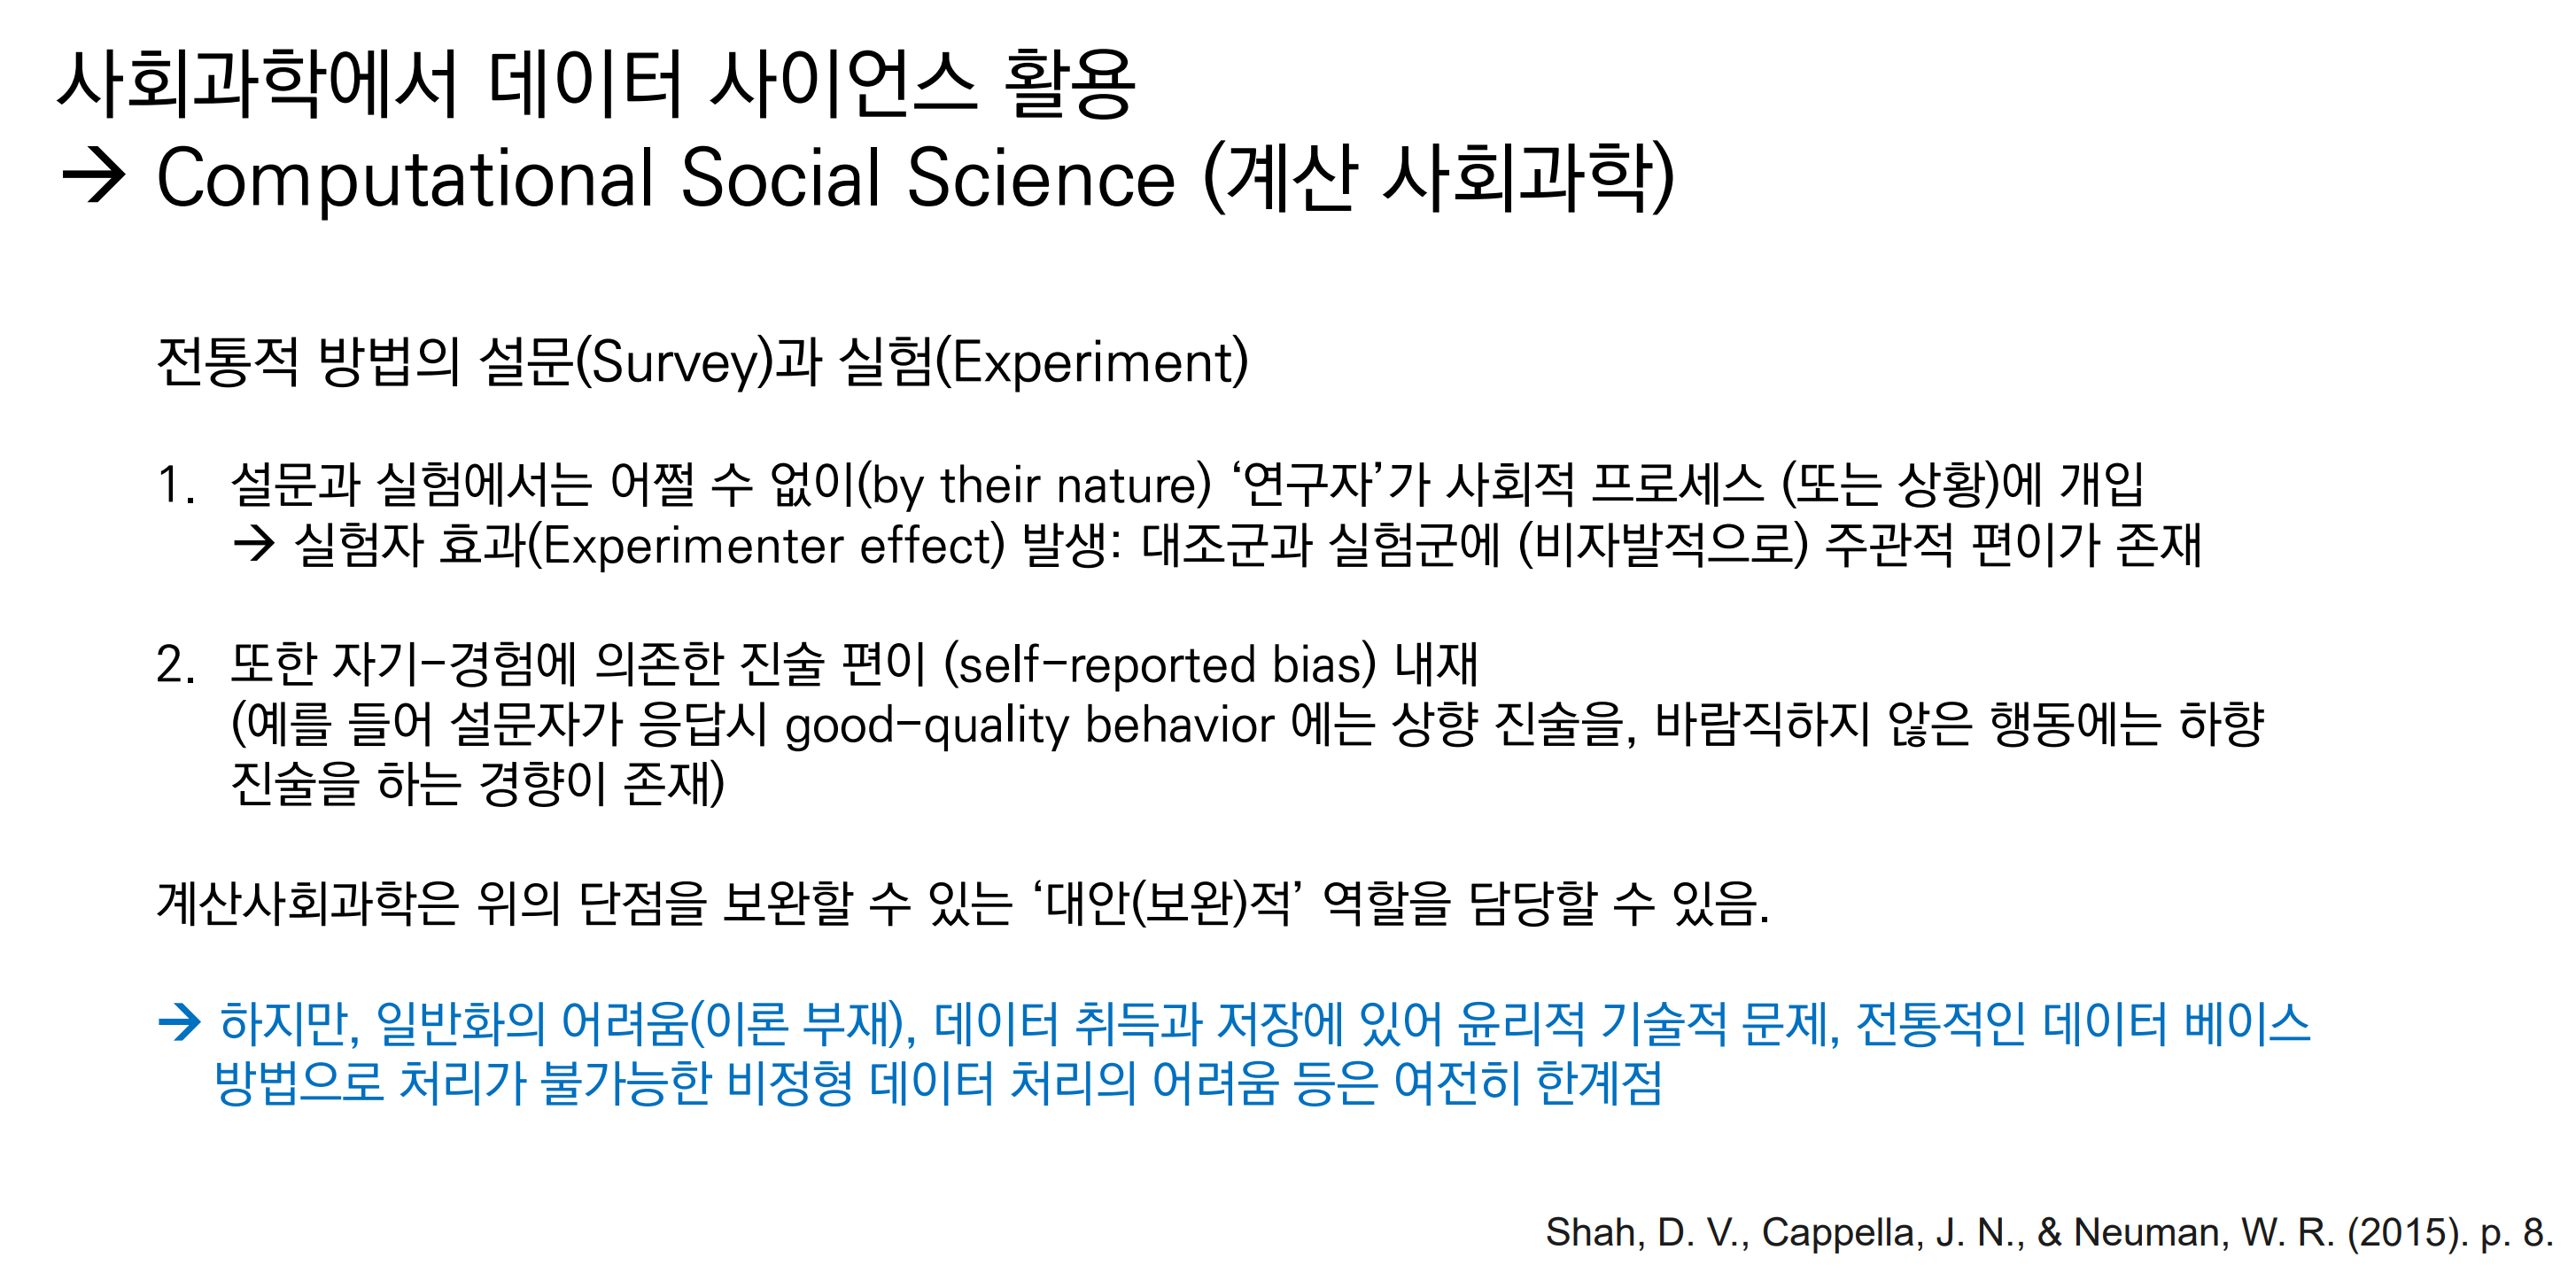 사회과학에서 데이터 사이언스 활용
→ Computational Social Science (계산 사회과학)
전통적 방법의 설문(Survey)과 실험(Experiment)
1. 설문과 실험에서는 어쩔 수 없이(by their nature) ‘연구자’가 사회적 프로세스 (또는 상황)에 개입
→ 실험자 효과(Experimenter effect) 발생: 대조군과 실험군에 (비자발적으로) 주관적 편이가 존재
2. 또한 자기-경험에 의존한 진술 편이 (self-reported bias) 내재
(예를 들어 설문자가 응답시 good-quality behavior 에는 상향 진술을, 바람직하지 않은 행동에는 하향
진술을 하는 경향이 존재)
계산사회과학은 위의 단점을 보완할 수 있는 ‘대안(보완)적’ 역할을 담당할 수 있음.
→ 하지만, 일반화의 어려움(이론 부재), 데이터 취득과 저장에 있어 윤리적 기술적 문제, 전통적인 데이터 베이스
방법으로 처리가 불가능한 비정형 데이터 처리의 어려움 등은 여전히 한계점
Shah, D. V., Cappella, J. N., & Neuman, W. R. (2015). p. 8.